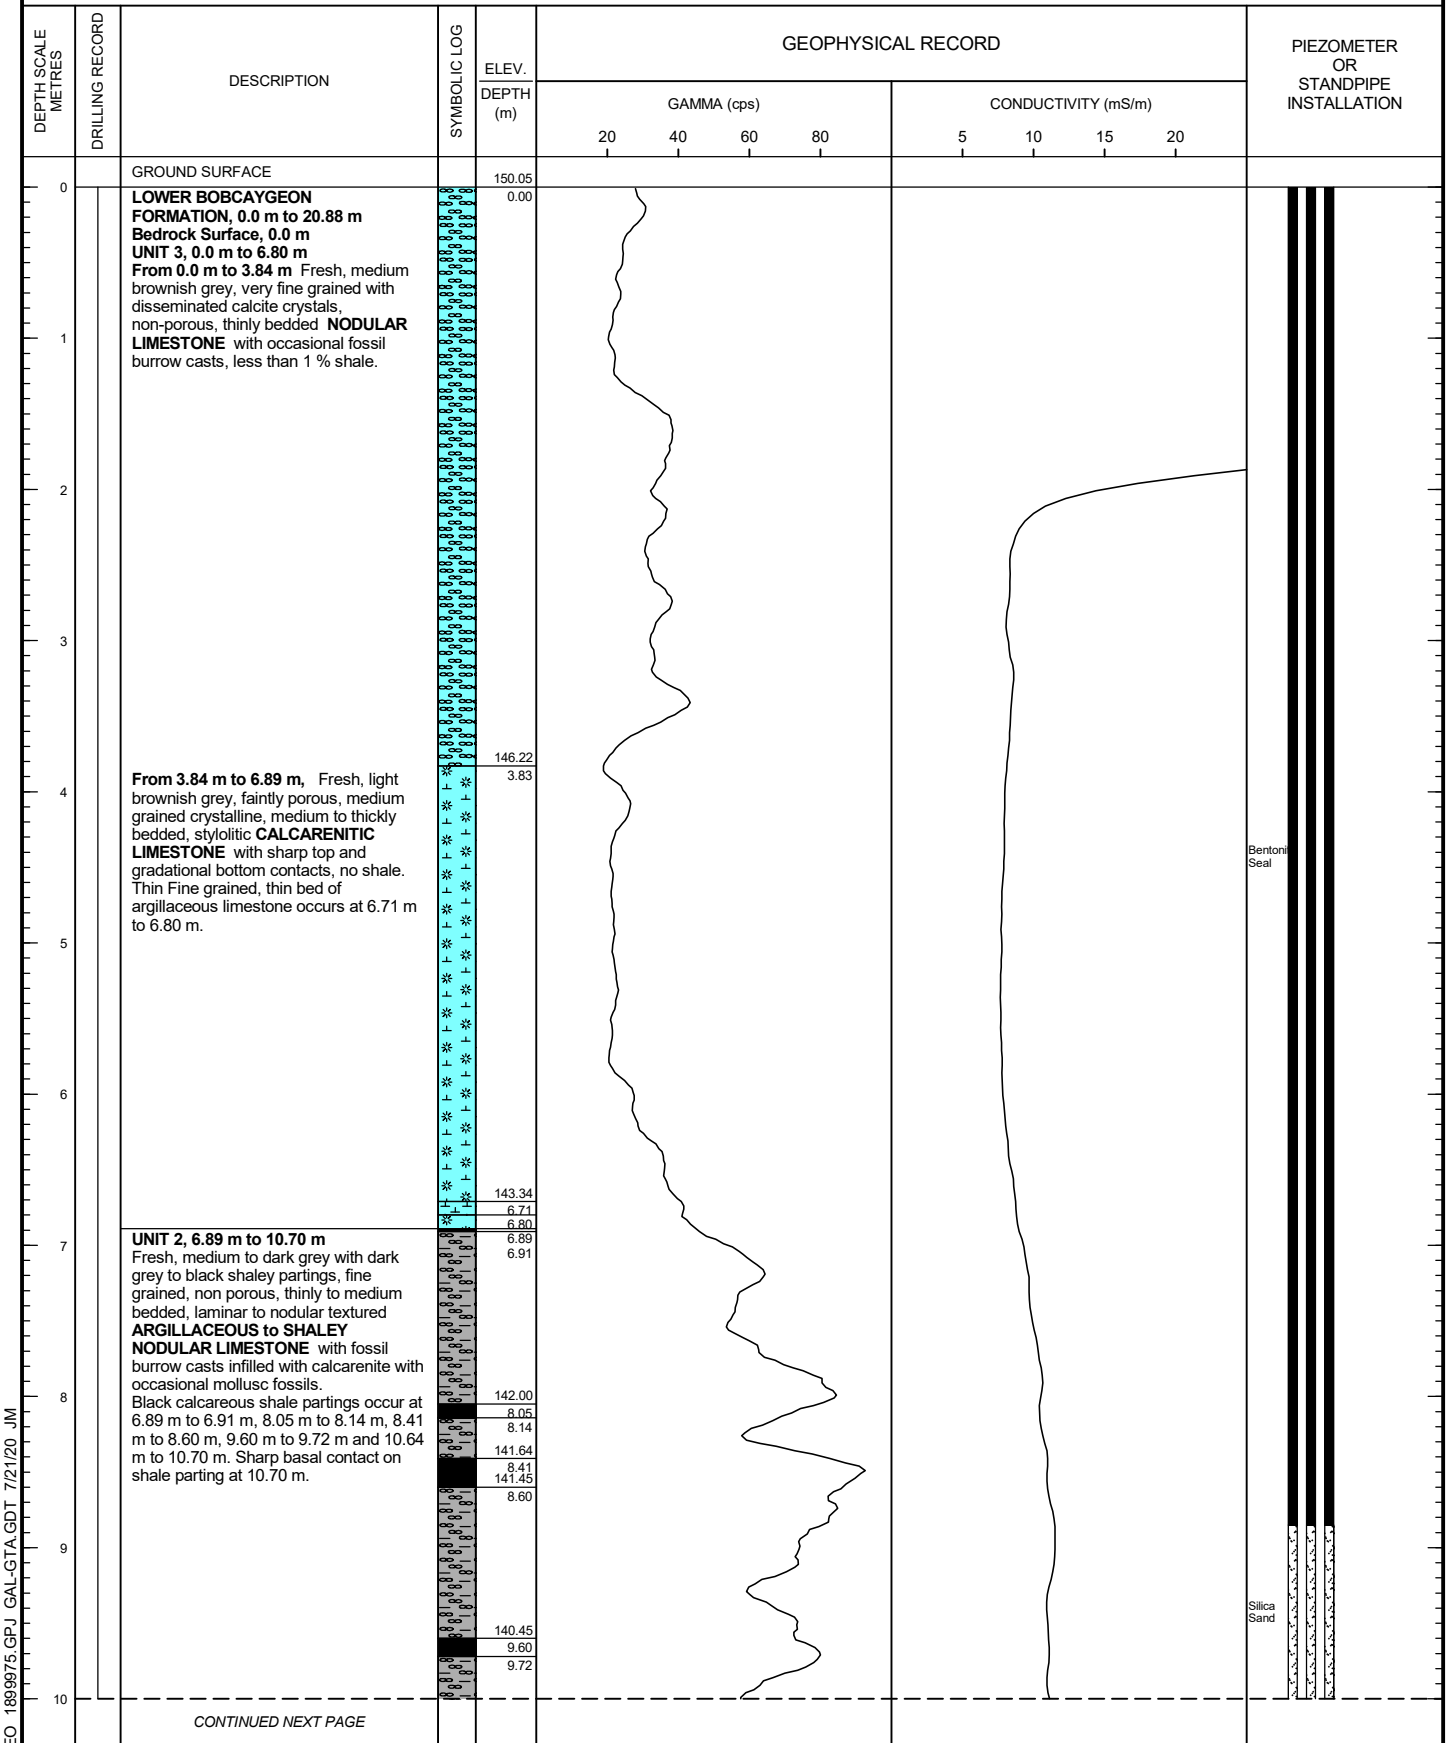 DEPTH SCALE
METRES
DRILLING RECORD
DESCRIPTION
SYMBOLIC LOG
ELEV.
DEPTH
(m)
GEOPHYSICAL RECORD
GAMMA (cps)
20 40 60 80
CONDUCTIVITY (mS/m)
5 10 15 20
PIEZOMETER
OR
STANDPIPE
INSTALLATION
GROUND SURFACE
150.05
0.00
0
LOWER BOBCAYGEON
FORMATION, 0.0 m to 20.88 m
Bedrock Surface, 0.0 m
UNIT 3, 0.0 m to 6.80 m
From 0.0 m to 3.84 m Fresh, medium
brownish grey, very fine grained with
disseminated calcite crystals,
non-porous, thinly bedded NODULAR
LIMESTONE with occasional fossil
burrow casts, less than 1 % shale.
1
2
3
146.22
3.83
From 3.84 m to 6.89 m, Fresh, light
brownish grey, faintly porous, medium
grained crystalline, medium to thickly
bedded, stylolitic CALCARENITIC
LIMESTONE with sharp top and
gradational bottom contacts, no shale.
Thin Fine grained, thin bed of
argillaceous limestone occurs at 6.71 m
to 6.80 m.
4
Bentoni
Seal
5
6
143.34
6.71
6.80
6.89
6.91
UNIT 2, 6.89 m to 10.70 m
Fresh, medium to dark grey with dark
grey to black shaley partings, fine
grained, non porous, thinly to medium
bedded, laminar to nodular textured
ARGILLACEOUS to SHALEY
NODULAR LIMESTONE with fossil
burrow casts infilled with calcarenite with
occasional mollusc fossils.
Black calcareous shale partings occur at
6.89 m to 6.91 m, 8.05 m to 8.14 m, 8.41
m to 8.60 m, 9.60 m to 9.72 m and 10.64
m to 10.70 m. Sharp basal contact on
shale parting at 10.70 m.
7
8
142.00
8.05
8.14
141.64
8.41
141.45
8.60
9
Silica
Sand
140.45
9.60
9.72
10
CONTINUED NEXT PAGE
EO 1899975.GPJ GAL-GTA.GDT 7/21/20 JM